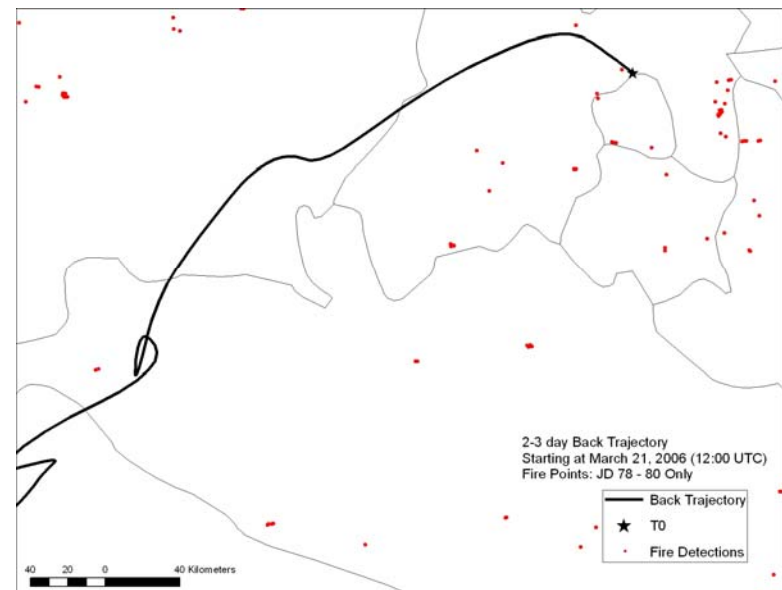 2-3 day Back Trajectory
Starting at March 21, 2006 (12:00 UTC)
Fire Points: JD 78 - 80 Only
Back Trajectory
T0
Fire Detections
40 20 0 40 Kilometers